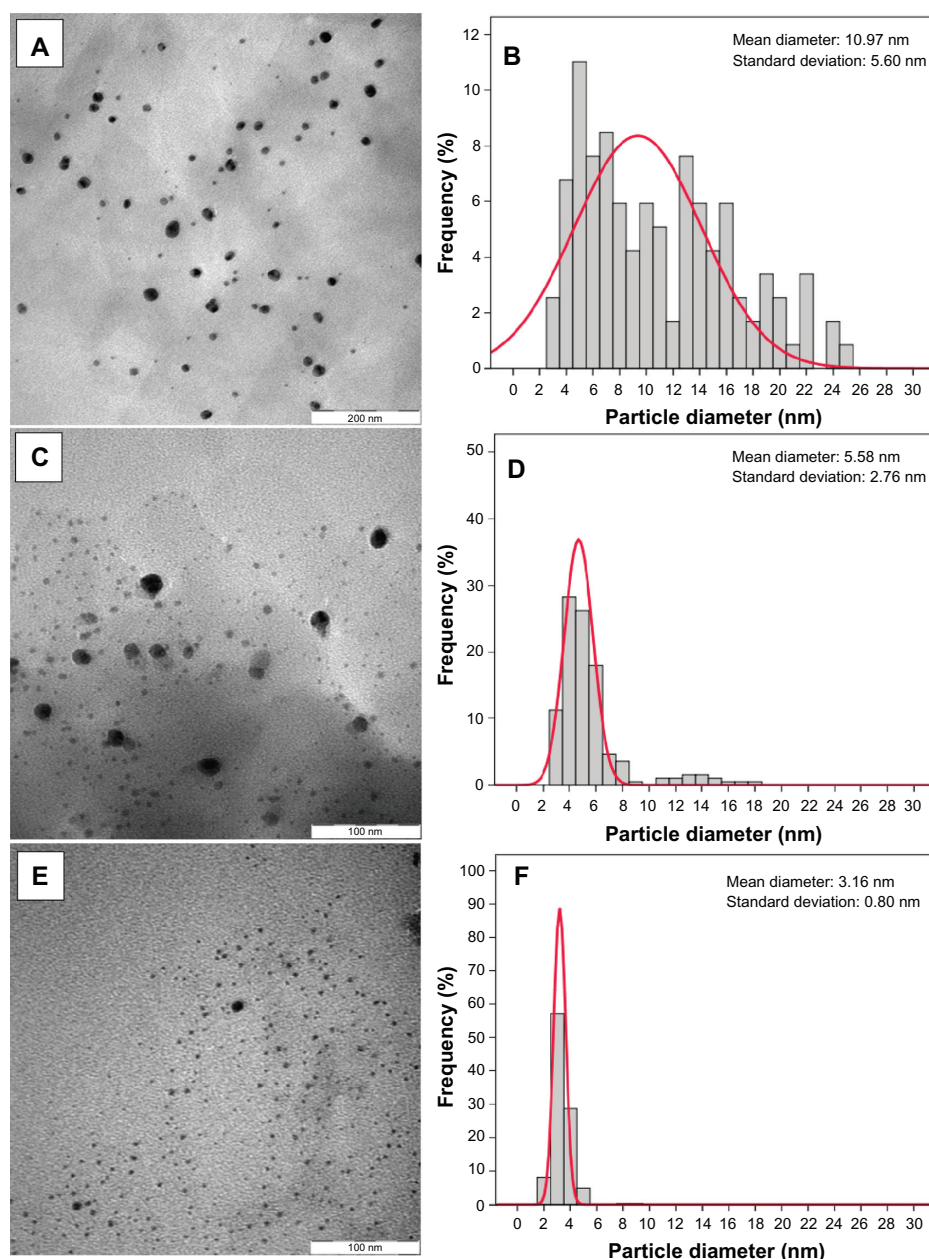 A
200 nm
B
Mean diameter: 10.97 nm
Standard deviation: 5.60 nm
Frequency (%)
12
10
8
6
4
2
0
0 2 4 6 8 10 12 14 16 18 20 22 24 26 28 30
Particle diameter (nm)
C
100 nm
D
Mean diameter: 5.58 nm
Standard deviation: 2.76 nm
Frequency (%)
50
40
30
20
10
0
0 2 4 6 8 10 12 14 16 18 20 22 24 26 28 30
Particle diameter (nm)
E
100 nm
F
Mean diameter: 3.16 nm
Standard deviation: 0.80 nm
Frequency (%)
100
90
80
70
60
50
40
30
20
10
0
0 2 4 6 8 10 12 14 16 18 20 22 24 26 28 30
Particle diameter (nm)